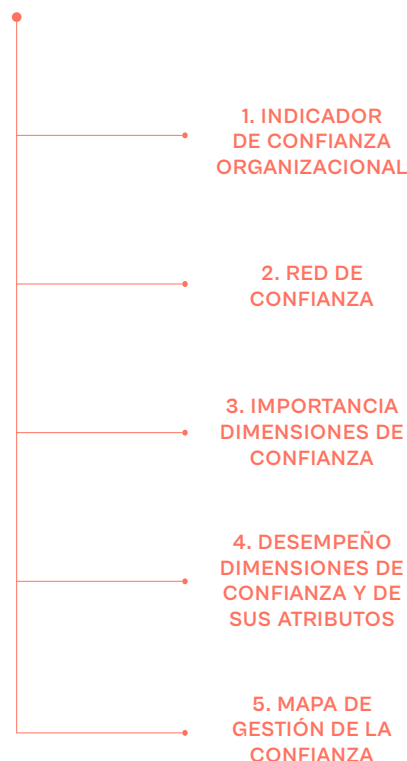 1. INDICADOR
DE CONFIANZA
ORGANIZACIONAL
2. RED DE
CONFIANZA
3. IMPORTANCIA
DIMENSIONES DE
CONFIANZA
4. DESEMPEÑO
DIMENSIONES DE
CONFIANZA Y DE
SUS ATRIBUTOS
5. MAPA DE
GESTIÓN DE LA
CONFIANZA